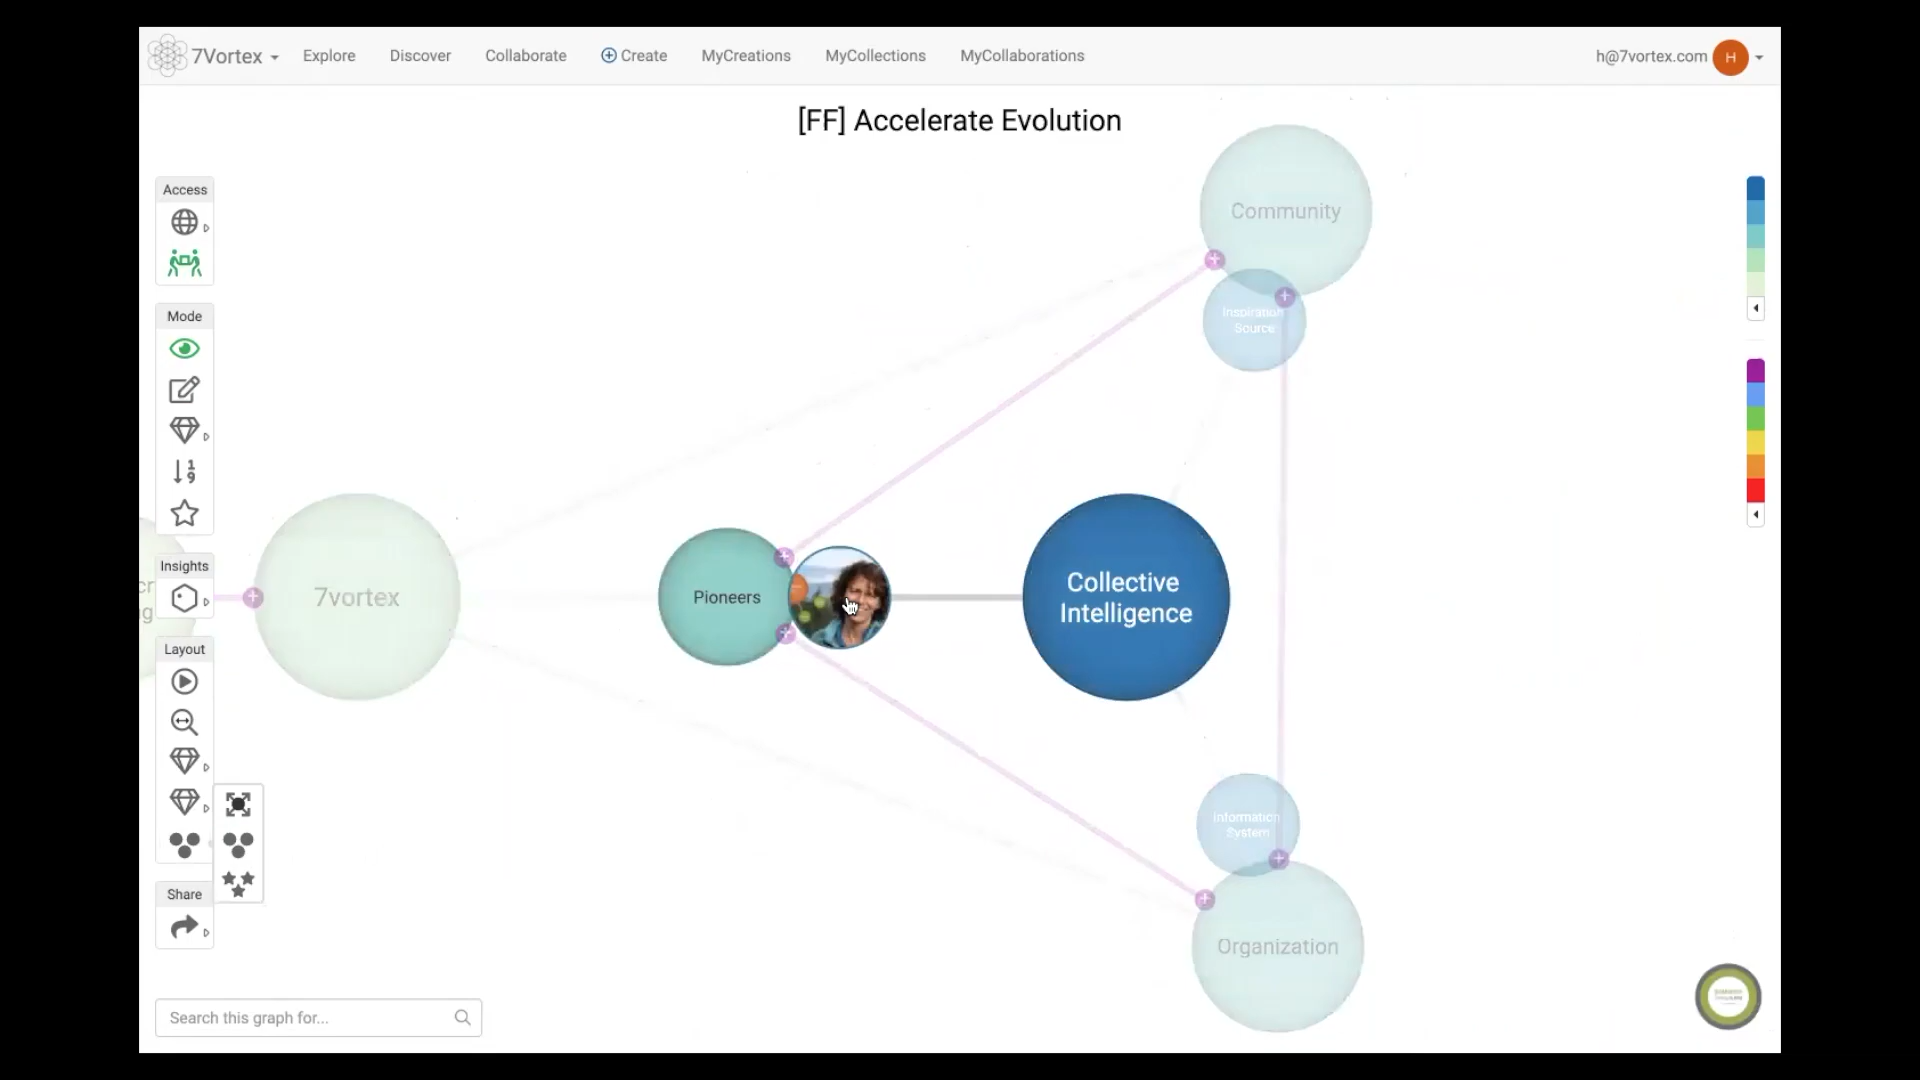 7Vortex
Explore
Discover
Collaborate
Create
MyCreations
MyCollections
MyCollaborations
h@7vortex.com
H
[FF] Accelerate Evolution
Access
Mode
Insights
Layout
Share
Community
Inspiration
Source
7vortex
Pioneers
Collective
Intelligence
Information
System
Organization
Search this graph for...